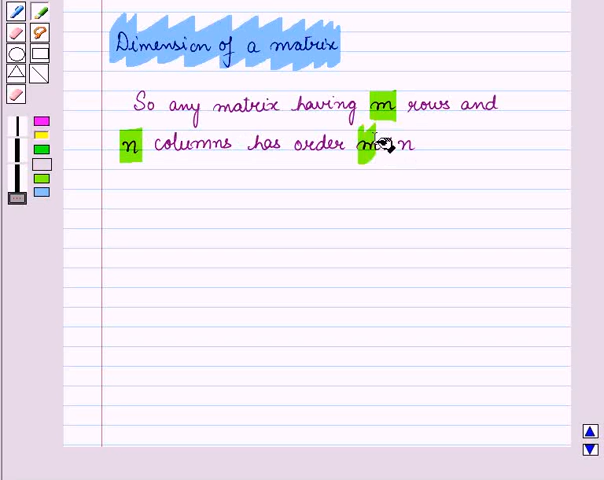 Dimension of a matrix
So any matrix having m rows and
n columns has order m n